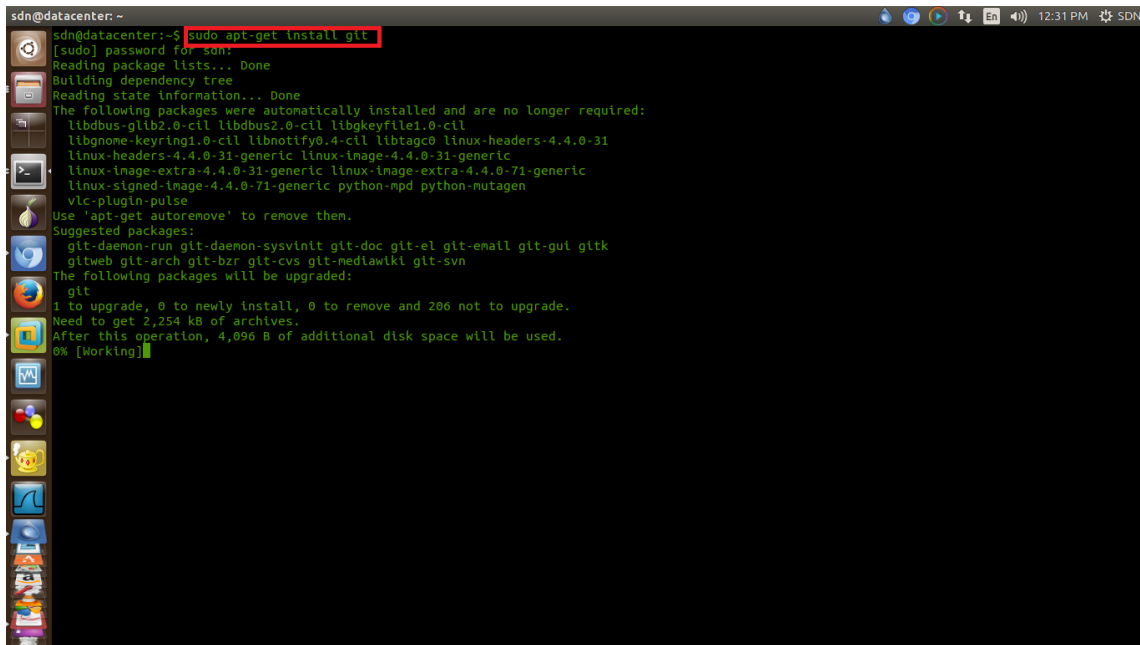 sdn@datacenter: ~
En 12:31 PM SDN
sdn@datacenter:~$ sudo apt-get install git
[sudo] password for sdn:
Reading package lists... Done
Building dependency tree
Reading state information... Done
The following packages were automatically installed and are no longer required:
libdbus-glib2.0-cil libdbus2.0-cil libgkeyfile1.0-cil
libgnome-keyring1.0-cil libnotify0.4-cil libtagc0 linux-headers-4.4.0-31
linux-headers-4.4.0-31-generic linux-image-4.4.0-31-generic
linux-image-extra-4.4.0-31-generic linux-image-extra-4.4.0-71-generic
linux-signed-image-4.4.0-71-generic python-mpd python-mutagen
vlc-plugin-pulse
Use 'apt-get autoremove' to remove them.
Suggested packages:
git-daemon-run git-daemon-sysvinit git-doc git-el git-email git-gui gitk
gitweb git-arch git-bzr git-cvs git-mediawiki git-svn
The following packages will be upgraded:
git
1 to upgrade, 0 to newly install, 0 to remove and 206 not to upgrade.
Need to get 2,254 kB of archives.
After this operation, 4,096 B of additional disk space will be used.
0% [Working]